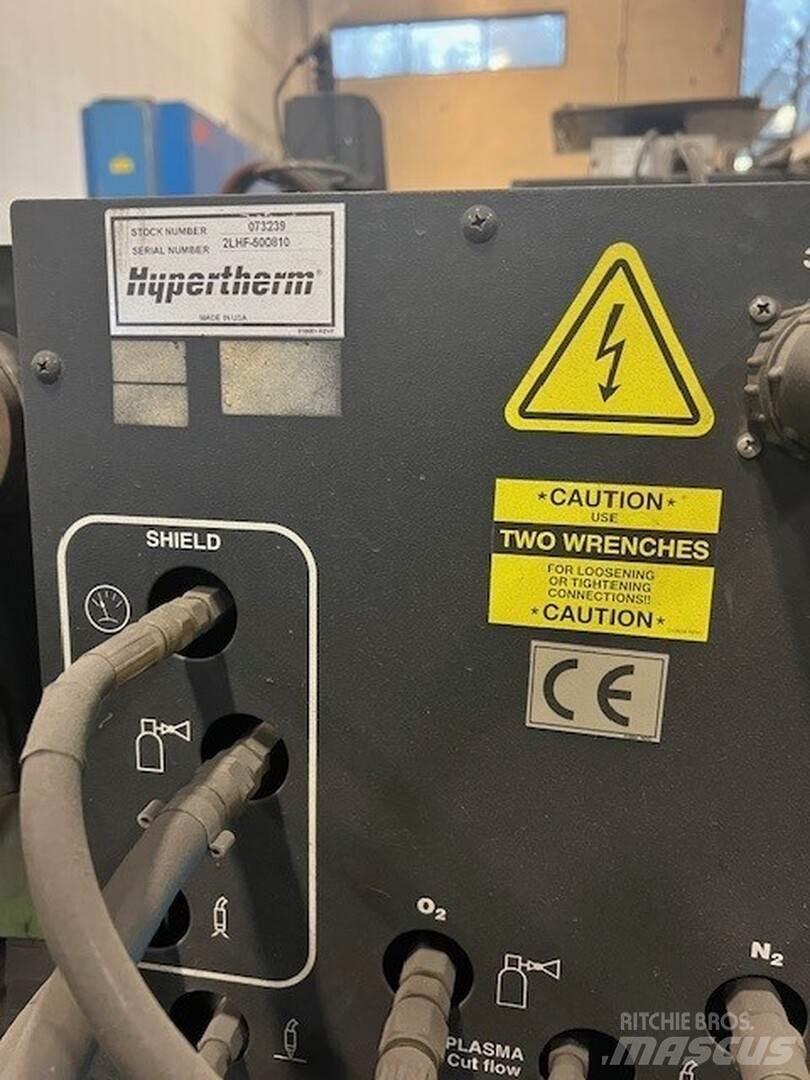 STOCK NUMBER 073239
SERIAL NUMBER 2LHF-500810
Hypertherm®
MADE IN USA
*CAUTION*
USE
TWO WRENCHES
FOR LOOSENING
OR TIGHTENING
CONNECTIONS!!
*CAUTION*
SHIELD
CE
O₂
N₂
PLASMA
Cut flow
RITCHIE BROS.
MASCUS